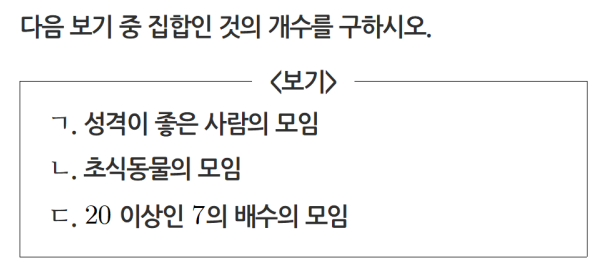 다음 보기 중 집합인 것의 개수를 구하시오.
<보기>
ㄱ. 성격이 좋은 사람의 모임
ㄴ. 초식동물의 모임
ㄷ. 20 이상인 7의 배수의 모임